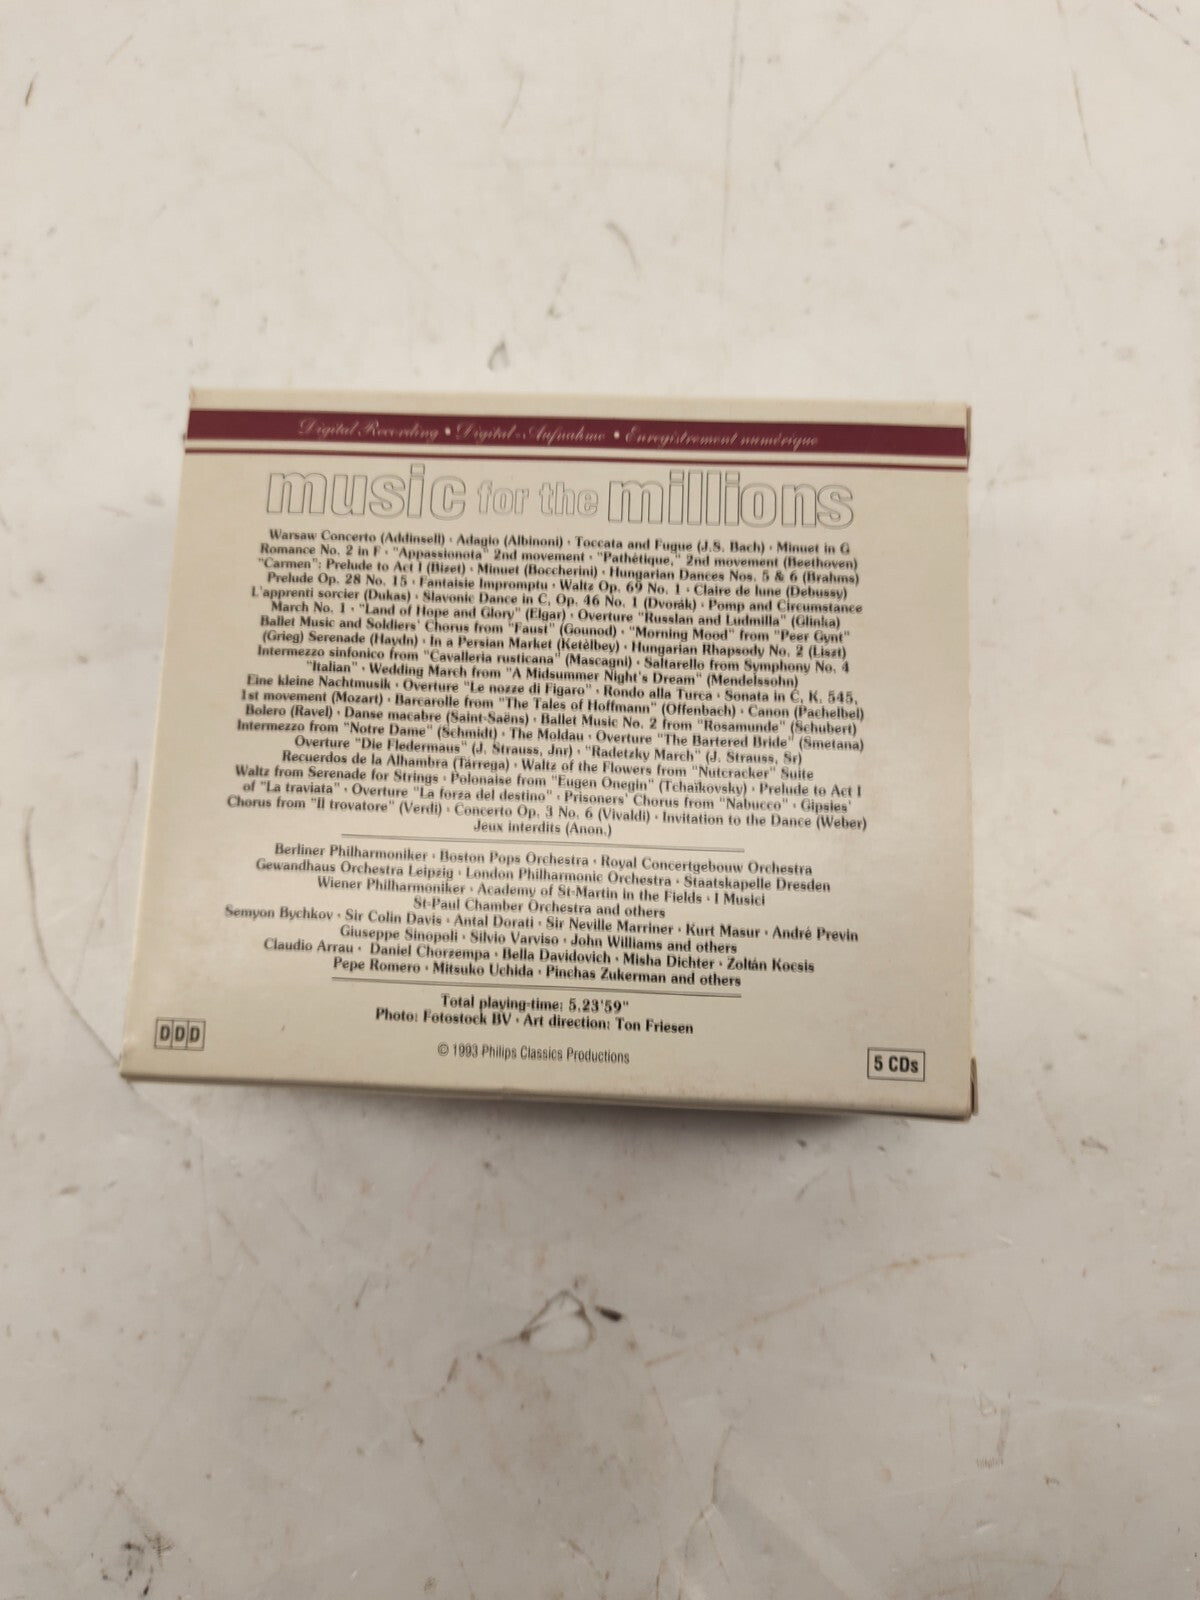 Digital Recording • Digital-Aufnahme • Enregistrement numérique
music for the millions
Warsaw Concerto (Addinsell) · Adagio (Albinoni) · Toccata and Fugue (J.S. Bach) · Minuet in G
Romance No. 2 in F · "Appassionata" 2nd movement · "Pathétique," 2nd movement (Beethoven)
"Carmen": Prelude to Act I (Bizet) · Minuet (Boccherini) · Hungarian Dances Nos. 5 & 6 (Brahms)
Prelude Op. 28 No. 15 · Fantaisie Impromptu · Waltz Op. 69 No. 1 · Claire de lune (Debussy)
L'apprenti sorcier (Dukas) · Slavonic Dance in C, Op. 46 No. 1 (Dvorák) · Pomp and Circumstance
March No. 1 · "Land of Hope and Glory" (Elgar) · Overture "Russlan and Ludmilla" (Glinka)
Ballet Music and Soldiers' Chorus from "Faust" (Gounod) · "Morning Mood" from "Peer Gynt"
(Grieg) Serenade (Haydn) · In a Persian Market (Ketèlbey) · Hungarian Rhapsody No. 2 (Liszt)
Intermezzo sinfonico from "Cavalleria rusticana" (Mascagni) · Saltarello from Symphony No. 4
"Italian" · Wedding March from "A Midsummer Night's Dream" (Mendelssohn)
Eine kleine Nachtmusik · Overture "Le nozze di Figaro" · Rondo alla Turca · Sonata in C, K. 545,
1st movement (Mozart) · Barcarolle from "The Tales of Hoffmann" (Offenbach) · Canon (Pachelbel)
Bolero (Ravel) · Danse macabre (Saint-Saëns) · Ballet Music No. 2 from "Rosamunde" (Schubert)
Intermezzo from "Notre Dame" (Schmidt) · The Moldau · Overture "The Bartered Bride" (Smetana)
Overture "Die Fledermaus" (J. Strauss, Jnr) · "Radetzky March" (J. Strauss, Sr)
Recuerdos de la Alhambra (Tárrega) · Waltz of the Flowers from "Nutcracker" Suite
Waltz from Serenade for Strings · Polonaise from "Eugen Onegin" (Tchaïkovsky) · Prelude to Act I
of "La traviata" · Overture "La forza del destino" · Prisoners' Chorus from "Nabucco" · Gipsies'
Chorus from "Il trovatore" (Verdi) · Concerto Op. 3 No. 6 (Vivaldi) · Invitation to the Dance (Weber)
Jeux interdits (Anon.)
Berliner Philharmoniker · Boston Pops Orchestra · Royal Concertgebouw Orchestra
Gewandhaus Orchestra Leipzig · London Philharmonic Orchestra · Staatskapelle Dresden
Wiener Philharmoniker · Academy of St-Martin in the Fields · I Musici
St-Paul Chamber Orchestra and others
Semyon Bychkov · Sir Colin Davis · Antal Dorati · Sir Neville Marriner · Kurt Masur · André Previn
Giuseppe Sinopoli · Silvio Varviso · John Williams and others
Claudio Arrau · Daniel Chorzempa · Bella Davidovich · Misha Dichter · Zoltán Kocsis
Pepe Romero · Mitsuko Uchida · Pinchas Zukerman and others
Total playing-time: 5.23'59"
Photo: Fotostock BV · Art direction: Ton Friesen
© 1993 Philips Classics Productions
DDD
5 CDs